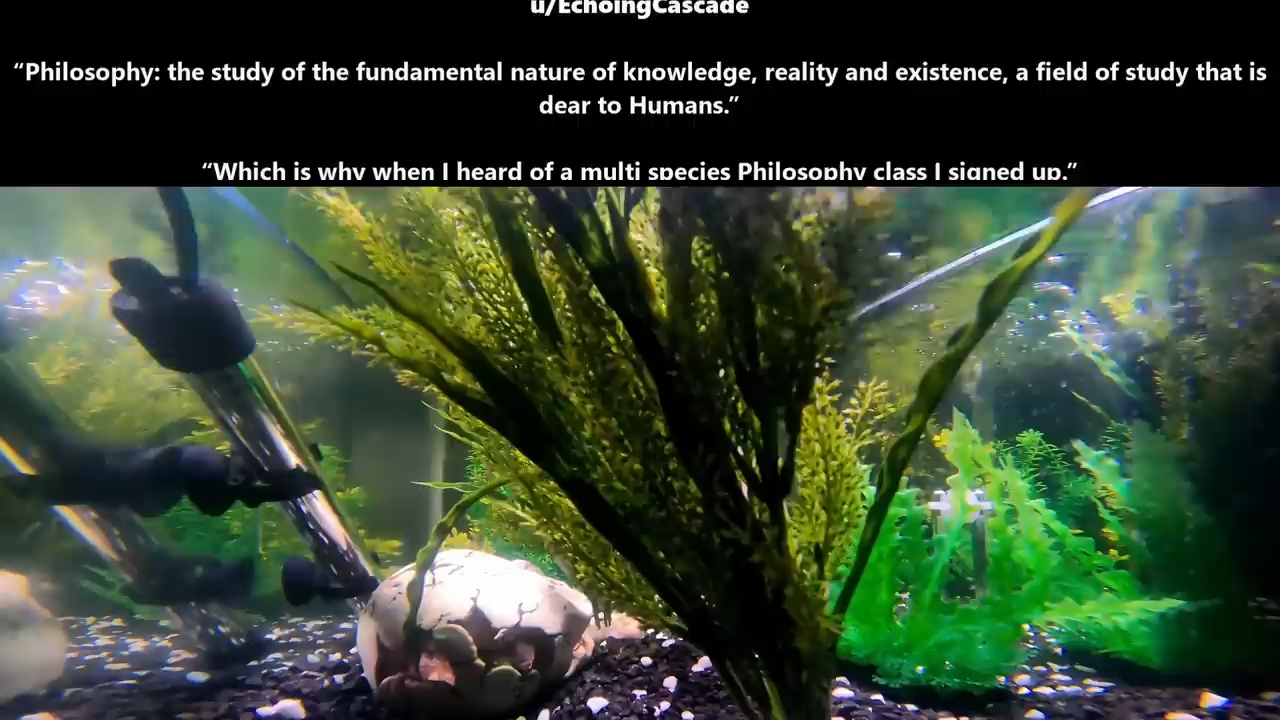 u/EchoingCascade
“Philosophy: the study of the fundamental nature of knowledge, reality and existence, a field of study that is
dear to Humans.”
“Which is why when I heard of a multi species Philosophy class I signed up.”